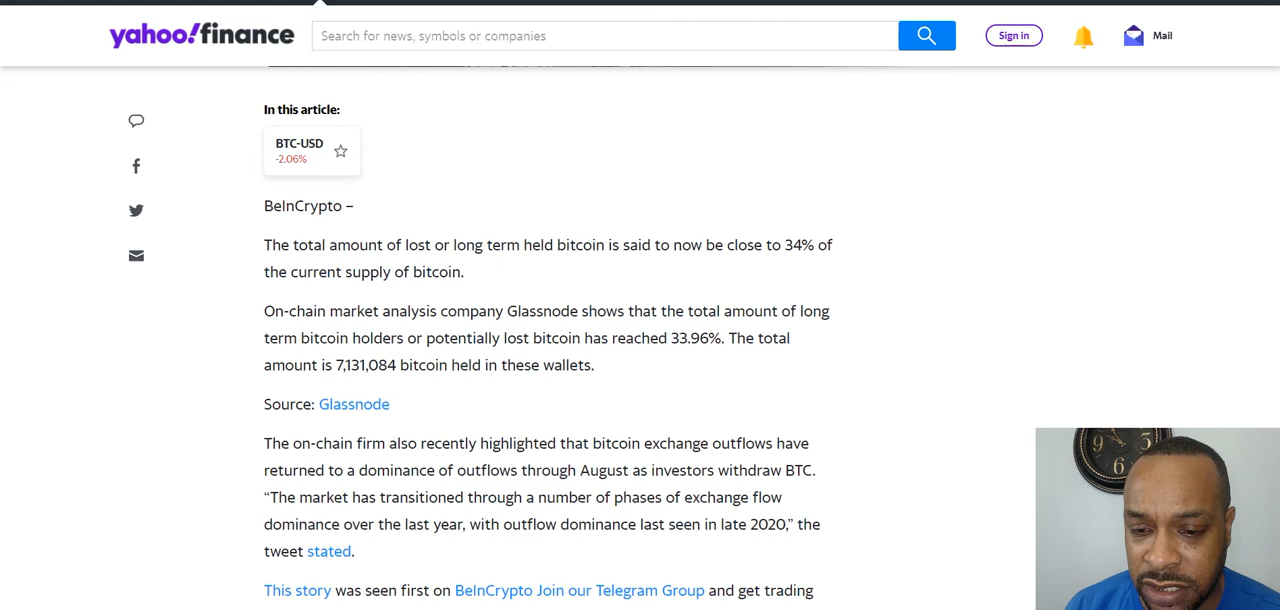 yahoo!finance
Search for news, symbols or companies
Sign in
Mail
In this article:
BTC-USD
-2.06%
BeInCrypto –
The total amount of lost or long term held bitcoin is said to now be close to 34% of
the current supply of bitcoin.
On-chain market analysis company Glassnode shows that the total amount of long
term bitcoin holders or potentially lost bitcoin has reached 33.96%. The total
amount is 7,131,084 bitcoin held in these wallets.
Source: Glassnode
The on-chain firm also recently highlighted that bitcoin exchange outflows have
returned to a dominance of outflows through August as investors withdraw BTC.
“The market has transitioned through a number of phases of exchange flow
dominance over the last year, with outflow dominance last seen in late 2020,” the
tweet stated.
This story was seen first on BeInCrypto Join our Telegram Group and get trading
9 3
6